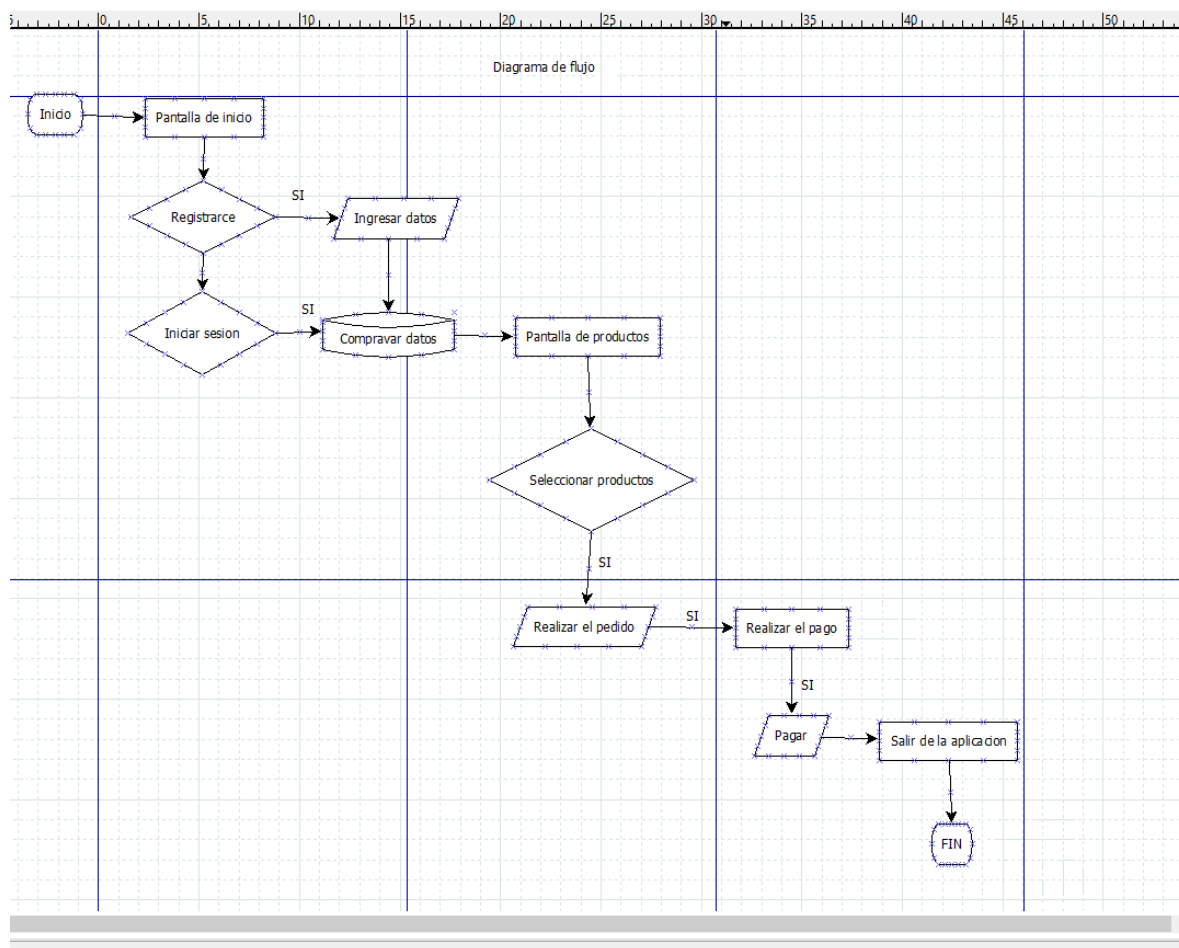 5 0 5 10 15 20 25 30 35 40 45 50
Diagrama de flujo
Inicio
Pantalla de inicio
Registrarce
SI
Ingresar datos
Iniciar sesion
SI
Compravar datos
Pantalla de productos
Seleccionar productos
SI
Realizar el pedido
SI
Realizar el pago
SI
Pagar
Salir de la aplicacion
FIN